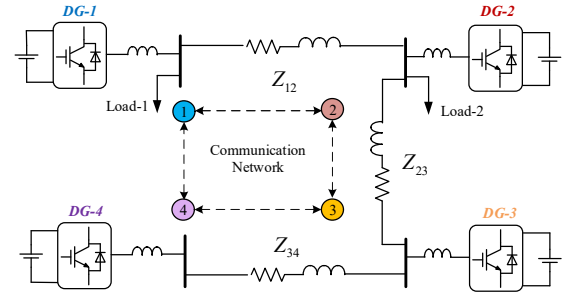 DG-1
DG-2
Z12
Load-1
Load-2
1
2
Communication
Network
Z23
4
3
DG-4
DG-3
Z34